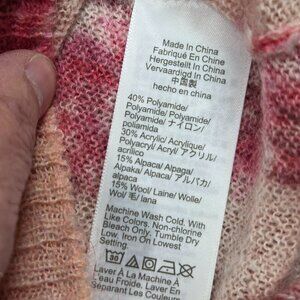 Made In China
Fabriqué En Chine
Hergestellt In China
Vervaardigd In China
中国製
hecho en china
40% Polyamide/
Polyamide/Polyamide/
Polyamid/ ナイロン/
poliamida
30% Acrylic/Acrylique/
Polyacryl/Acryl/ アクリル/
acrílico
15% Alpaca/Alpaga/
Alpaka/Alpaca/ アルパカ/
alpaca
15% Wool/Laine/Wolle/
Wol/ 毛/lana
Machine Wash Cold, With
Like Colors. Non-chlorine
Bleach Only. Tumble Dry
Low. Iron On Lowest
Setting.
Laver À La Machine À
L'eau Froide, Laver En
Séparant Les Couleurs